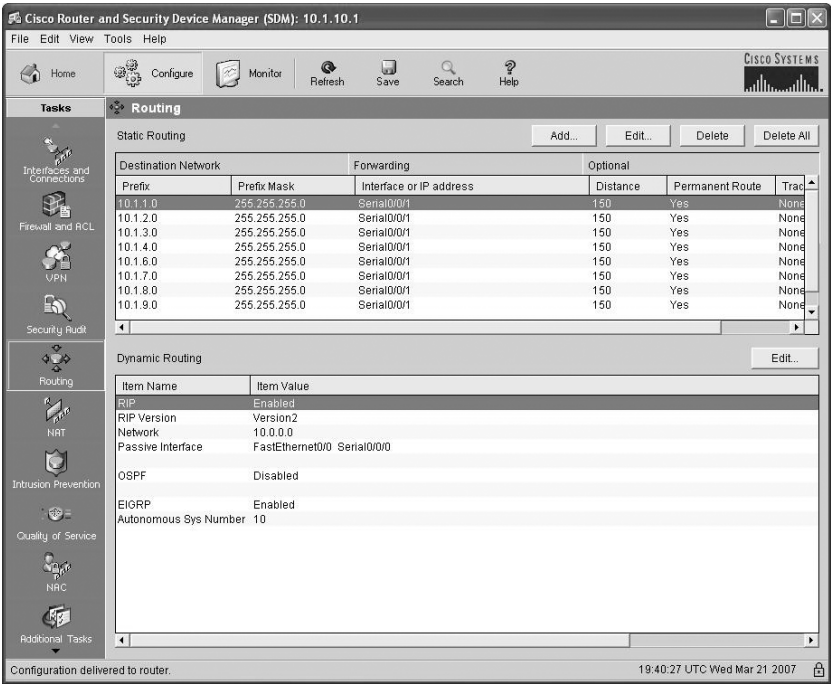 Cisco Router and Security Device Manager (SDM): 10.1.10.1
File Edit View Tools Help
Home Configure Monitor Refresh Save Search Help
CISCO SYSTEMS
Tasks
Routing
Static Routing Add... Edit... Delete Delete All
Destination Network Forwarding Optional
Prefix Prefix Mask Interface or IP address Distance Permanent Route Trac
10.1.1.0 255.255.255.0 Serial0/0/1 150 Yes None
10.1.2.0 255.255.255.0 Serial0/0/1 150 Yes None
10.1.3.0 255.255.255.0 Serial0/0/1 150 Yes None
10.1.4.0 255.255.255.0 Serial0/0/1 150 Yes None
10.1.6.0 255.255.255.0 Serial0/0/1 150 Yes None
10.1.7.0 255.255.255.0 Serial0/0/1 150 Yes None
10.1.8.0 255.255.255.0 Serial0/0/1 150 Yes None
10.1.9.0 255.255.255.0 Serial0/0/1 150 Yes None
Dynamic Routing Edit...
Item Name Item Value
RIP Enabled
RIP Version Version2
Network 10.0.0.0
Passive Interface FastEthernet0/0 Serial0/0/0
OSPF Disabled
EIGRP Enabled
Autonomous Sys Number 10
Interfaces and
Connections
Firewall and ACL
VPN
Security Audit
Routing
NAT
Intrusion Prevention
Quality of Service
NAC
Additional Tasks
Configuration delivered to router. 19:40:27 UTC Wed Mar 21 2007